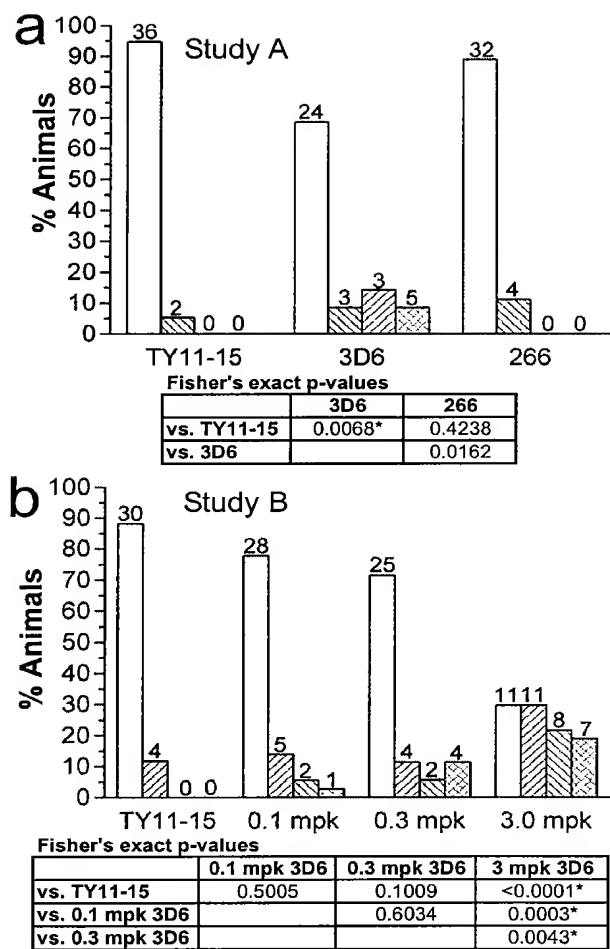 a
Study A
100
90
80
70
60
50
40
30
20
10
0
% Animals
36
2
0 0
24
3
3
5
32
4
0 0
TY11-15 3D6 266
Fisher's exact p-values
3D6 266
vs. TY11-15 0.0068* 0.4238
vs. 3D6 0.0162
b
Study B
100
90
80
70
60
50
40
30
20
10
0
% Animals
30
4
0 0
28
5
2
1
25
4
2
4
11 11
8
7
TY11-15 0.1 mpk 0.3 mpk 3.0 mpk
Fisher's exact p-values
0.1 mpk 3D6 0.3 mpk 3D6 3 mpk 3D6
vs. TY11-15 0.5005 0.1009 <0.0001*
vs. 0.1 mpk 3D6 0.6034 0.0003*
vs. 0.3 mpk 3D6 0.0043*